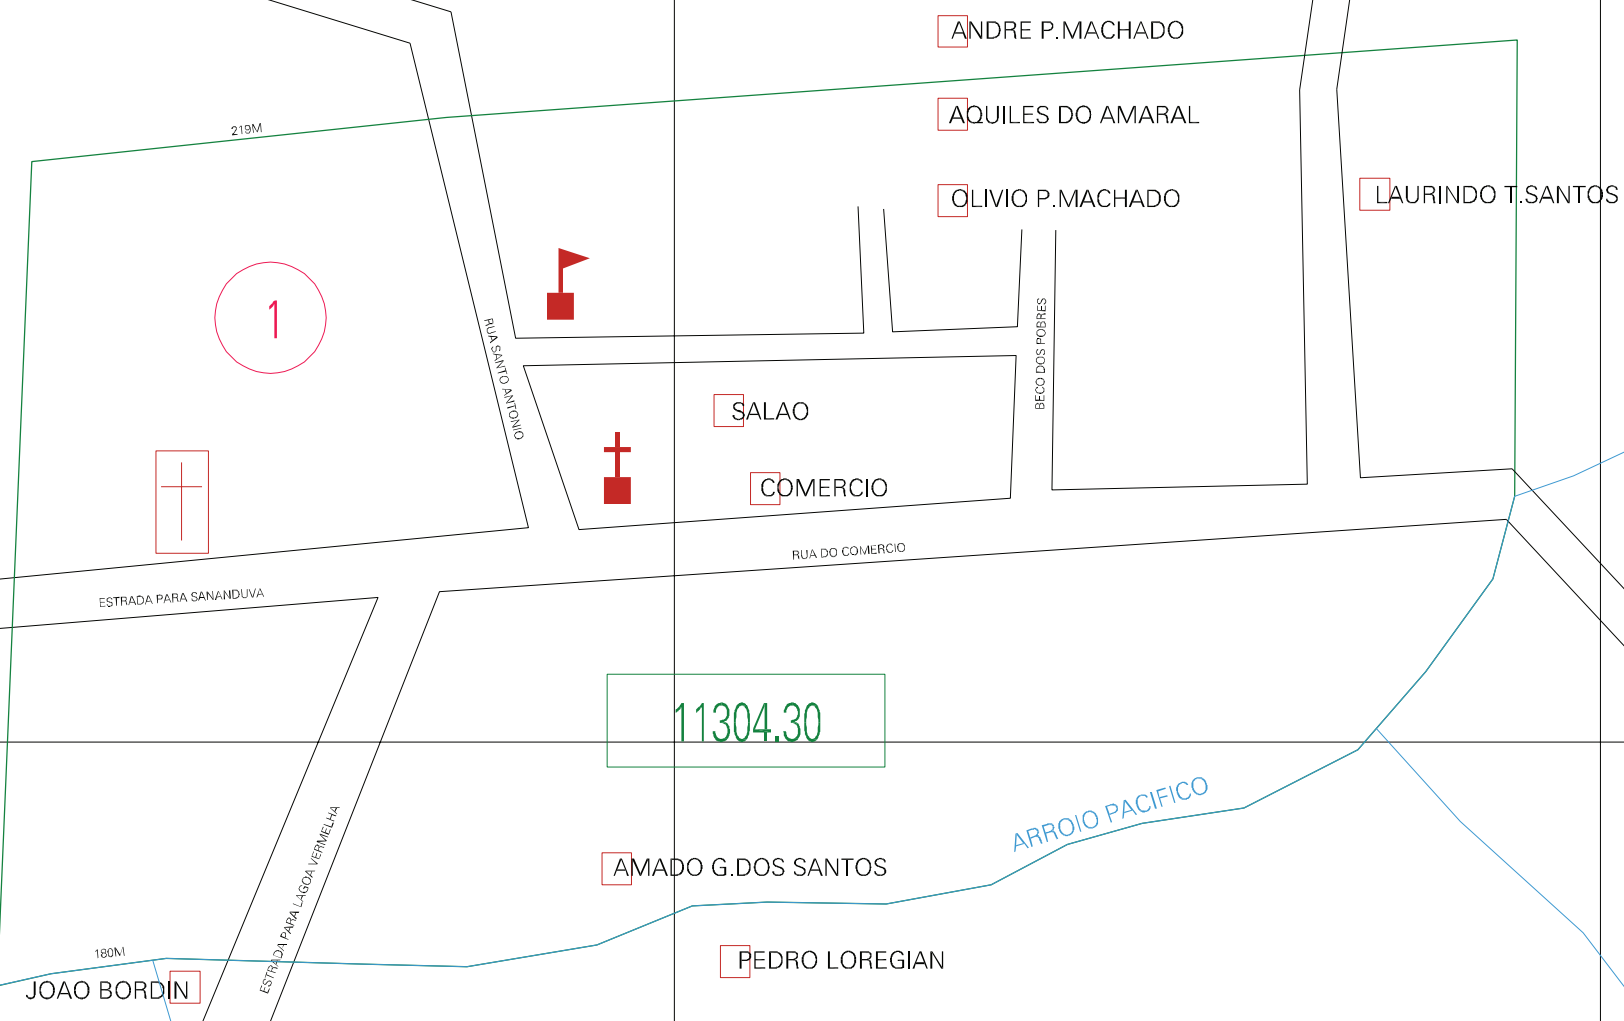 ANDRE P.MACHADO
AQUILES DO AMARAL
219M
OLIVIO P.MACHADO
LAURINDO T.SANTOS
1
RUA SANTO ANTONIO
BECO DOS POBRES
SALAO
COMERCIO
RUA DO COMERCIO
ESTRADA PARA SANANDUVA
11304.30
ARROIO PACIFICO
ESTRADA PARA LAGOA VERMELHA
AMADO G.DOS SANTOS
180M
PEDRO LOREGIAN
JOAO BORDIN